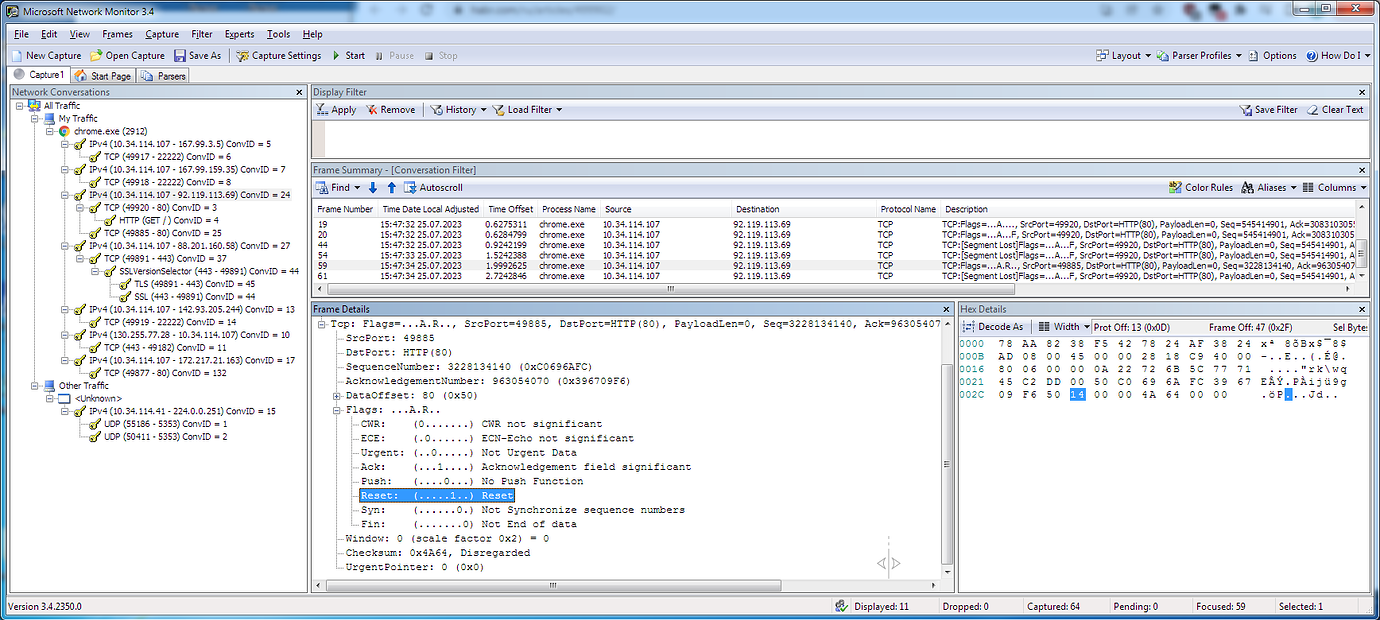 Microsoft Network Monitor 3.4
File Edit View Frames Capture Filter Experts Tools Help
New Capture Open Capture Save As Capture Settings Start Pause Stop Layout Parser Profiles Options How Do I
Capture1 Start Page Parsers
Network Conversations
All Traffic
My Traffic
chrome.exe (2912)
IPv4 (10.34.114.107 - 167.99.3.5) ConvID = 5
TCP (49917 - 22222) ConvID = 6
IPv4 (10.34.114.107 - 167.99.159.35) ConvID = 7
TCP (49918 - 22222) ConvID = 8
IPv4 (10.34.114.107 - 92.119.113.69) ConvID = 24
TCP (49920 - 80) ConvID = 3
HTTP (GET / ) ConvID = 4
TCP (49885 - 80) ConvID = 25
IPv4 (10.34.114.107 - 88.201.160.58) ConvID = 27
TCP (49891 - 443) ConvID = 37
SSLVersionSelector (443 - 49891) ConvID = 44
TLS (49891 - 443) ConvID = 45
SSL (443 - 49891) ConvID = 44
IPv4 (10.34.114.107 - 142.93.205.244) ConvID = 13
TCP (49919 - 22222) ConvID = 14
IPv4 (130.255.77.28 - 10.34.114.107) ConvID = 10
TCP (443 - 49182) ConvID = 11
IPv4 (10.34.114.107 - 172.217.21.163) ConvID = 17
TCP (49877 - 80) ConvID = 132
Other Traffic
<Unknown>
IPv4 (10.34.114.41 - 224.0.0.251) ConvID = 15
UDP (55186 - 5353) ConvID = 1
UDP (50411 - 5353) ConvID = 2
Display Filter
Apply Remove History Load Filter Save Filter Clear Text
Frame Summary - [Conversation Filter]
Find Autoscroll Color Rules Aliases Columns
Frame Number Time Date Local Adjusted Time Offset Process Name Source Destination Protocol Name Description
19 15:47:32 25.07.2023 0.6275311 chrome.exe 10.34.114.107 92.119.113.69 TCP TCP:Flags=...A...., SrcPort=49920, DstPort=HTTP(80), PayloadLen=0, Seq=545414901, Ack=308310305
20 15:47:32 25.07.2023 0.6284799 chrome.exe 10.34.114.107 92.119.113.69 TCP TCP:Flags=...A...F, SrcPort=49920, DstPort=HTTP(80), PayloadLen=0, Seq=545414901, Ack=308310305
44 15:47:32 25.07.2023 0.9242199 chrome.exe 10.34.114.107 92.119.113.69 TCP TCP:[Segment Lost]Flags=...A...F, SrcPort=49920, DstPort=HTTP(80), PayloadLen=0, Seq=545414901, A
54 15:47:33 25.07.2023 1.5242388 chrome.exe 10.34.114.107 92.119.113.69 TCP TCP:[Segment Lost]Flags=...A...F, SrcPort=49920, DstPort=HTTP(80), PayloadLen=0, Seq=545414901, A
59 15:47:34 25.07.2023 1.9992625 chrome.exe 10.34.114.107 92.119.113.69 TCP TCP:Flags=...A.R.., SrcPort=49885, DstPort=HTTP(80), PayloadLen=0, Seq=3228134140, Ack=96305407
61 15:47:34 25.07.2023 2.7242846 chrome.exe 10.34.114.107 92.119.113.69 TCP TCP:[Segment Lost]Flags=...A...F, SrcPort=49920, DstPort=HTTP(80), PayloadLen=0, Seq=545414901, A
Frame Details
Tcp: Flags=...A.R.., SrcPort=49885, DstPort=HTTP(80), PayloadLen=0, Seq=3228134140, Ack=96305407
SrcPort: 49885
DstPort: HTTP(80)
SequenceNumber: 3228134140 (0xC0696AFC)
AcknowledgementNumber: 963054070 (0x396709F6)
DataOffset: 80 (0x50)
Flags: ...A.R..
CWR: (0.......) CWR not significant
ECE: (.0......) ECN-Echo not significant
Urgent: (..0.....) Not Urgent Data
Ack: (...1....) Acknowledgement field significant
Push: (....0...) No Push Function
Reset: (.....1..) Reset
Syn: (......0.) Not Synchronize sequence numbers
Fin: (.......0) Not End of data
Window: 0 (scale factor 0x2) = 0
Checksum: 0x4A64, Disregarded
UrgentPointer: 0 (0x0)
Hex Details
Decode As Width Prot Off: 13 (0x0D) Frame Off: 47 (0x2F) Sel Bytes:
0000 78 AA 82 38 F5 42 78 24 AF 38 24 xª 8õBx$¯8$
000B AD 08 00 45 00 00 28 18 C9 40 00 -..E..(.É@.
0016 80 06 00 00 0A 22 72 6B 5C 77 71 ...."rk\wq
0021 45 C2 DD 00 50 C0 69 6A FC 39 67 EÂÝ.PÀijü9g
002C 09 F6 50 14 00 00 4A 64 00 00 .öP...Jd..
Version 3.4.2350.0 Displayed: 11 Dropped: 0 Captured: 64 Pending: 0 Focused: 59 Selected: 1